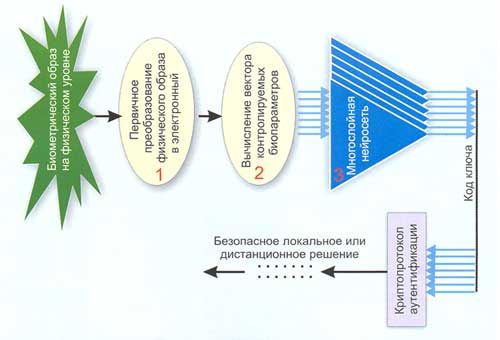 Биометрический образ
на физическом уровне
Первичное
преобразование
физического образа
в электронный
1
Вычисление вектора
контролируемых
биопараметров
2
3
Многослойная
нейросеть
Код ключа
Криптопротокол
аутентификации
Безопасное локальное или
дистанционное решение